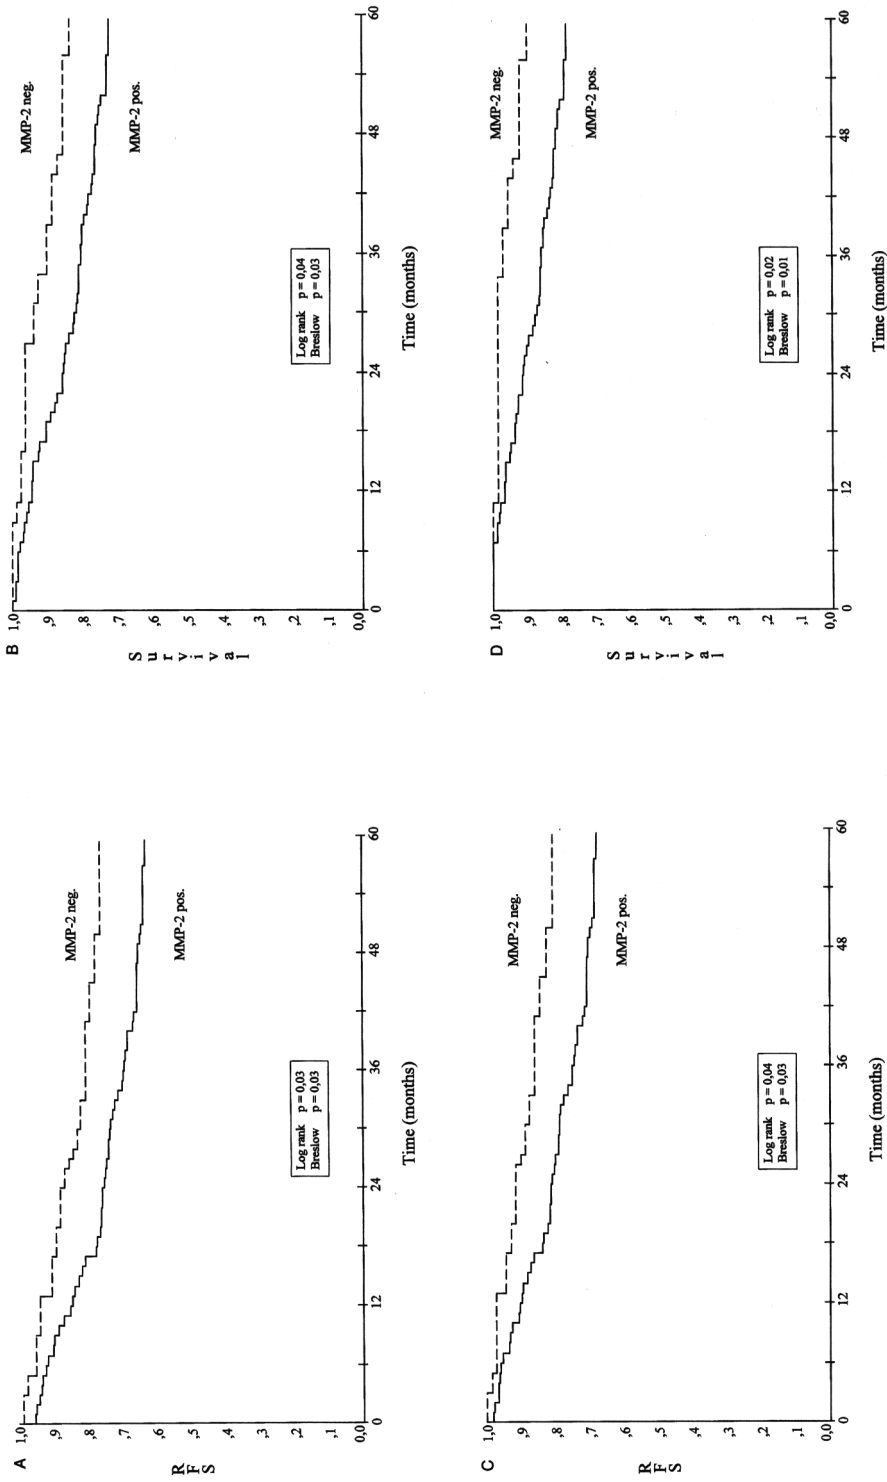 A
R
F
S
1,0
,9
,8
,7
,6
,5
,4
,3
,2
,1
0,0
0
12
24
36
48
60
Time (months)
MMP-2 neg.
MMP-2 pos.
Log rank p = 0,03
Breslow p = 0,03
B
Survival
1,0
,9
,8
,7
,6
,5
,4
,3
,2
,1
0,0
0
12
24
36
48
60
Time (months)
MMP-2 neg.
MMP-2 pos.
Log rank p = 0,04
Breslow p = 0,03
C
R
F
S
1,0
,9
,8
,7
,6
,5
,4
,3
,2
,1
0,0
0
12
24
36
48
60
Time (months)
MMP-2 neg.
MMP-2 pos.
Log rank p = 0,04
Breslow p = 0,03
D
Survival
1,0
,9
,8
,7
,6
,5
,4
,3
,2
,1
0,0
0
12
24
36
48
60
Time (months)
MMP-2 neg.
MMP-2 pos.
Log rank p = 0,02
Breslow p = 0,01